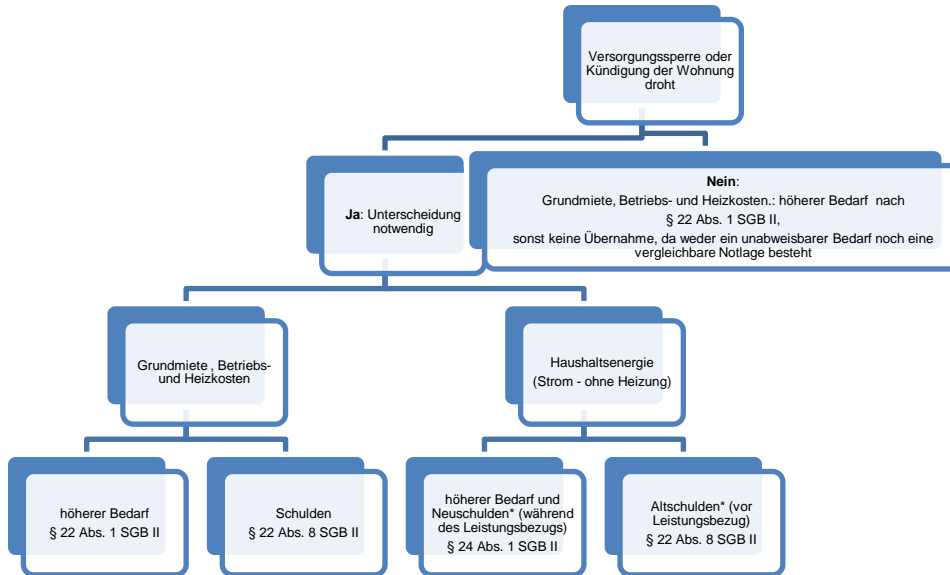 Versorgungssperre oder
Kündigung der Wohnung
droht
Ja: Unterscheidung
notwendig
Nein:
Grundmiete, Betriebs- und Heizkosten.: höherer Bedarf nach
§ 22 Abs. 1 SGB II,
sonst keine Übernahme, da weder ein unabweisbarer Bedarf noch eine
vergleichbare Notlage besteht
Grundmiete , Betriebs-
und Heizkosten
Haushaltsenergie
(Strom - ohne Heizung)
höherer Bedarf
§ 22 Abs. 1 SGB II
Schulden
§ 22 Abs. 8 SGB II
höherer Bedarf und
Neuschulden* (während
des Leistungsbezugs)
§ 24 Abs. 1 SGB II
Altschulden* (vor
Leistungsbezug)
§ 22 Abs. 8 SGB II